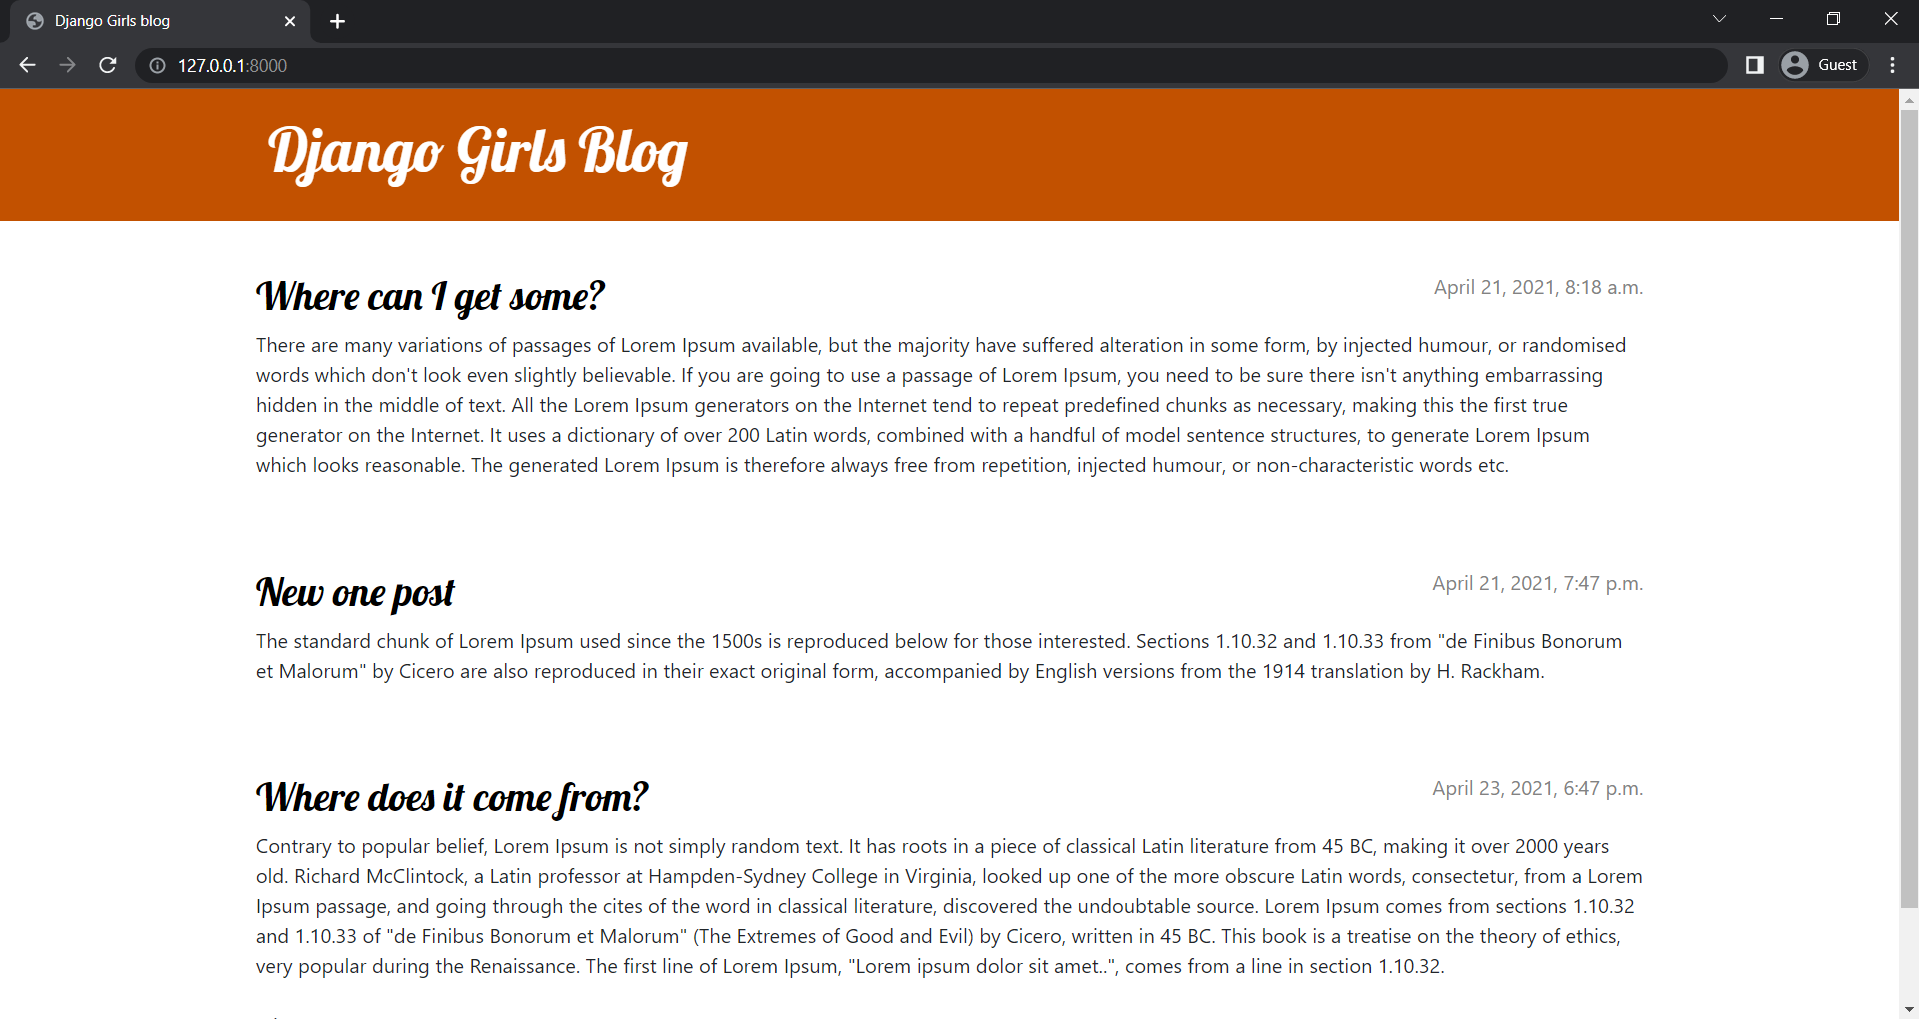 Django Girls blog
127.0.0.1:8000
Guest
Django Girls Blog
Where can I get some?
April 21, 2021, 8:18 a.m.
There are many variations of passages of Lorem Ipsum available, but the majority have suffered alteration in some form, by injected humour, or randomised
words which don't look even slightly believable. If you are going to use a passage of Lorem Ipsum, you need to be sure there isn't anything embarrassing
hidden in the middle of text. All the Lorem Ipsum generators on the Internet tend to repeat predefined chunks as necessary, making this the first true
generator on the Internet. It uses a dictionary of over 200 Latin words, combined with a handful of model sentence structures, to generate Lorem Ipsum
which looks reasonable. The generated Lorem Ipsum is therefore always free from repetition, injected humour, or non-characteristic words etc.
New one post
April 21, 2021, 7:47 p.m.
The standard chunk of Lorem Ipsum used since the 1500s is reproduced below for those interested. Sections 1.10.32 and 1.10.33 from "de Finibus Bonorum
et Malorum" by Cicero are also reproduced in their exact original form, accompanied by English versions from the 1914 translation by H. Rackham.
Where does it come from?
April 23, 2021, 6:47 p.m.
Contrary to popular belief, Lorem Ipsum is not simply random text. It has roots in a piece of classical Latin literature from 45 BC, making it over 2000 years
old. Richard McClintock, a Latin professor at Hampden-Sydney College in Virginia, looked up one of the more obscure Latin words, consectetur, from a Lorem
Ipsum passage, and going through the cites of the word in classical literature, discovered the undoubtable source. Lorem Ipsum comes from sections 1.10.32
and 1.10.33 of "de Finibus Bonorum et Malorum" (The Extremes of Good and Evil) by Cicero, written in 45 BC. This book is a treatise on the theory of ethics,
very popular during the Renaissance. The first line of Lorem Ipsum, "Lorem ipsum dolor sit amet..", comes from a line in section 1.10.32.